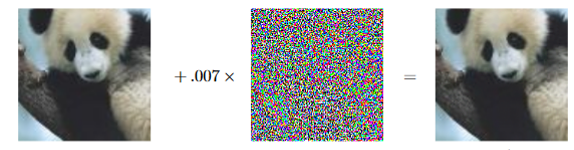 + .007 × =